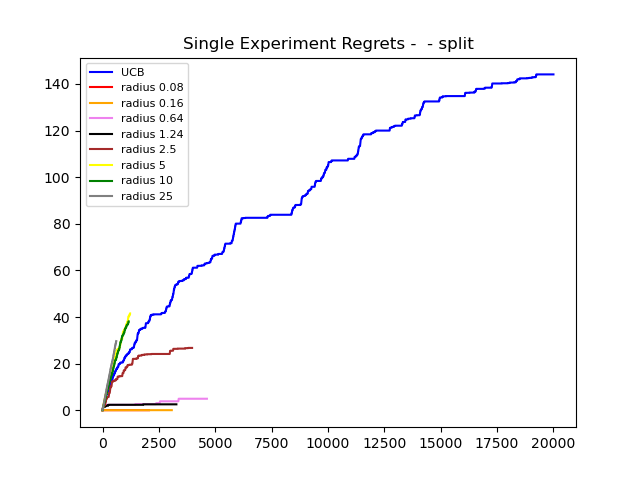 Single Experiment Regrets -  - split
UCB
radius 0.08
radius 0.16
radius 0.64
radius 1.24
radius 2.5
radius 5
radius 10
radius 25
140
120
100
80
60
40
20
0
0 2500 5000 7500 10000 12500 15000 17500 20000